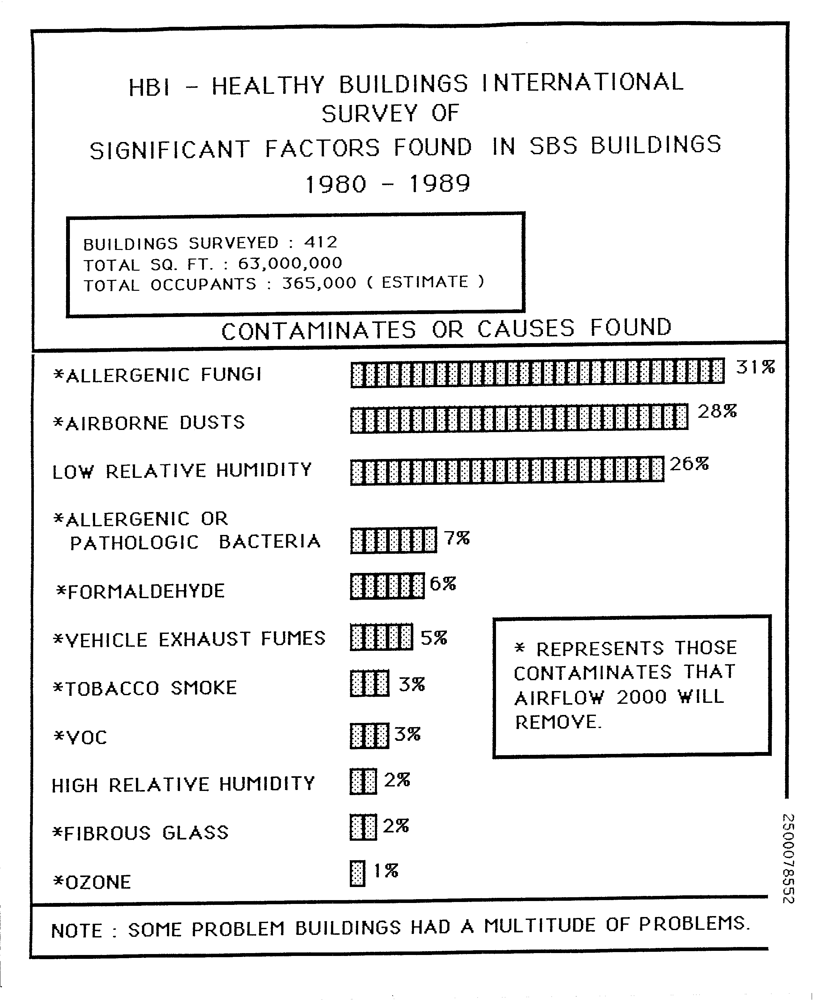 HBI - HEALTHY BUILDINGS INTERNATIONAL
SURVEY OF
SIGNIFICANT FACTORS FOUND IN SBS BUILDINGS
1980 - 1989
BUILDINGS SURVEYED : 412
TOTAL SQ. FT. : 63,000,000
TOTAL OCCUPANTS : 365,000 ( ESTIMATE )
CONTAMINATES OR CAUSES FOUND
*ALLERGENIC FUNGI 31%
*AIRBORNE DUSTS 28%
LOW RELATIVE HUMIDITY 26%
*ALLERGENIC OR
PATHOLOGIC BACTERIA 7%
*FORMALDEHYDE 6%
*VEHICLE EXHAUST FUMES 5%
*TOBACCO SMOKE 3%
*VOC 3%
HIGH RELATIVE HUMIDITY 2%
*FIBROUS GLASS 2%
*OZONE 1%
* REPRESENTS THOSE
CONTAMINATES THAT
AIRFLOW 2000 WILL
REMOVE.
NOTE : SOME PROBLEM BUILDINGS HAD A MULTITUDE OF PROBLEMS.
2500078552